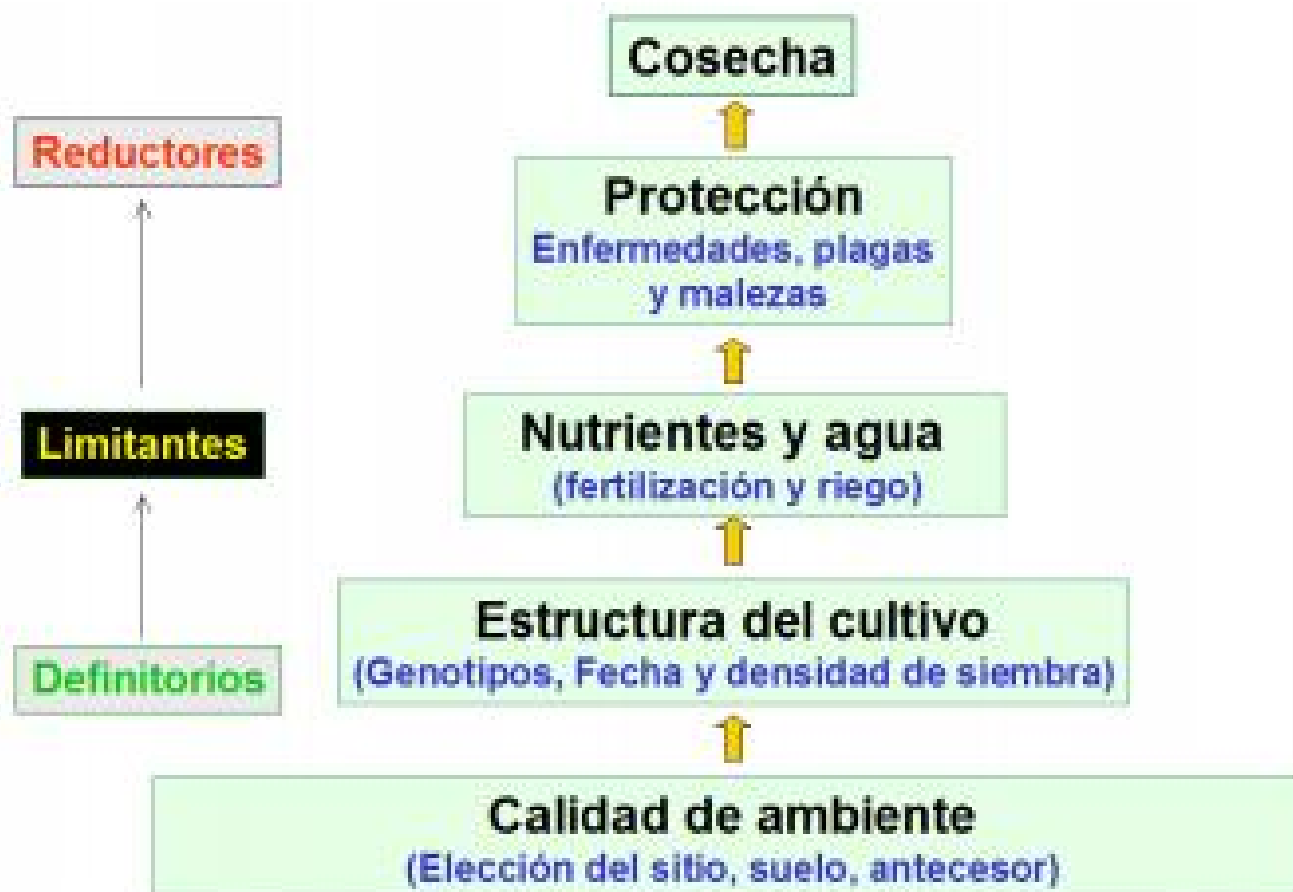 Cosecha
Reductores
Protección
Enfermedades, plagas
y malezas
Limitantes
Nutrientes y agua
(fertilización y riego)
Estructura del cultivo
(Genotipos, Fecha y densidad de siembra)
Definitorios
Calidad de ambiente
(Elección del sitio, suelo, antecesor)